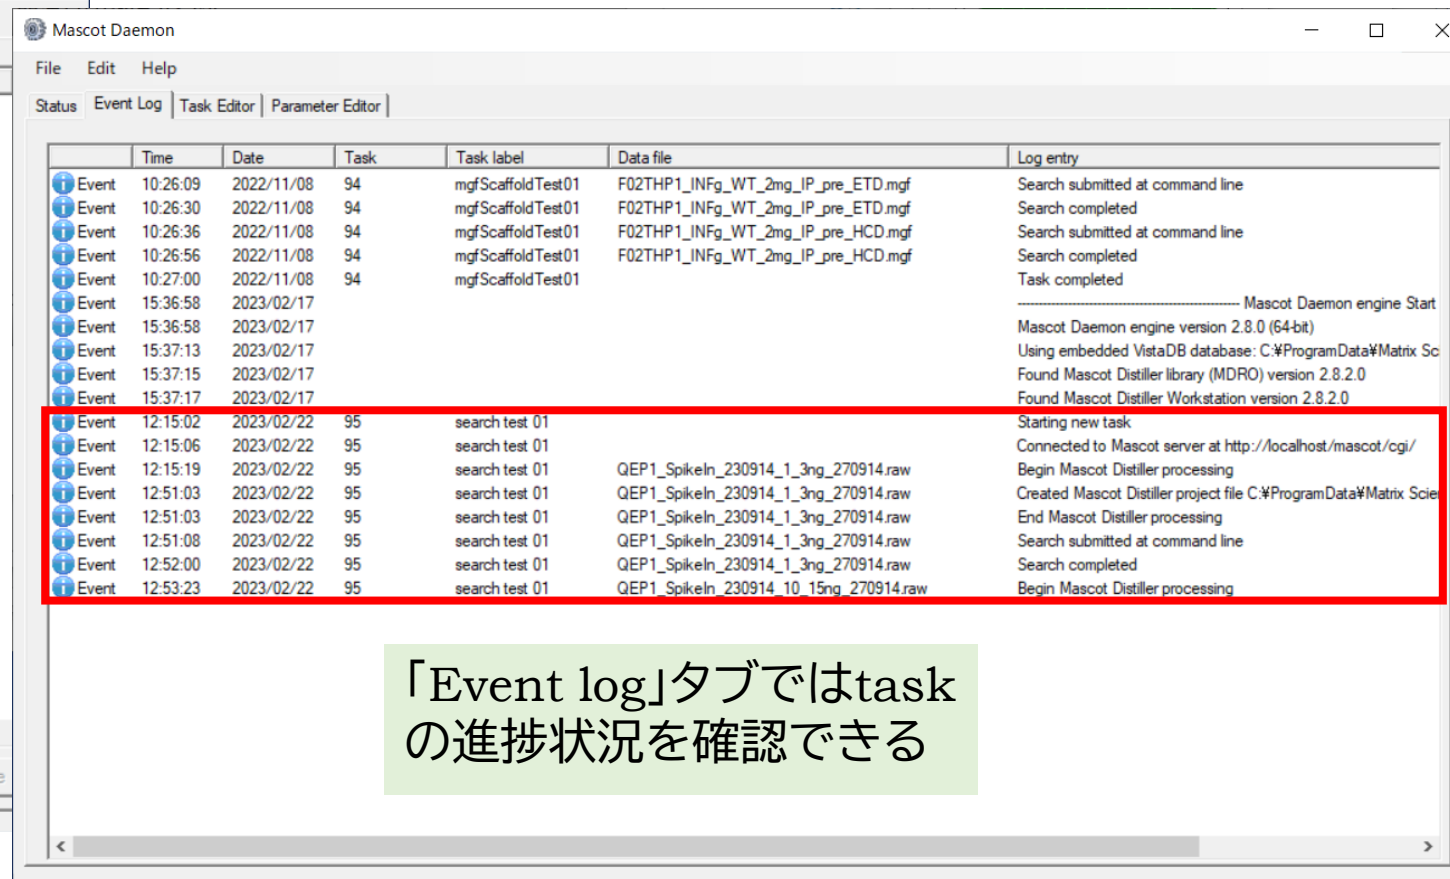 Mascot Daemon
File Edit Help
Status Event Log Task Editor Parameter Editor
Time Date Task Task label Data file Log entry
Event 10:26:09 2022/11/08 94 mgfScaffoldTest01 F02THP1_INFg_WT_2mg_IP_pre_ETD.mgf Search submitted at command line
Event 10:26:30 2022/11/08 94 mgfScaffoldTest01 F02THP1_INFg_WT_2mg_IP_pre_ETD.mgf Search completed
Event 10:26:36 2022/11/08 94 mgfScaffoldTest01 F02THP1_INFg_WT_2mg_IP_pre_HCD.mgf Search submitted at command line
Event 10:26:56 2022/11/08 94 mgfScaffoldTest01 F02THP1_INFg_WT_2mg_IP_pre_HCD.mgf Search completed
Event 10:27:00 2022/11/08 94 mgfScaffoldTest01 Task completed
Event 15:36:58 2023/02/17 ---------------------------------------------------- Mascot Daemon engine Start
Event 15:36:58 2023/02/17 Mascot Daemon engine version 2.8.0 (64-bit)
Event 15:37:13 2023/02/17 Using embedded VistaDB database: C:¥ProgramData¥Matrix Sc
Event 15:37:15 2023/02/17 Found Mascot Distiller library (MDRO) version 2.8.2.0
Event 15:37:17 2023/02/17 Found Mascot Distiller Workstation version 2.8.2.0
Event 12:15:02 2023/02/22 95 search test 01 Starting new task
Event 12:15:06 2023/02/22 95 search test 01 Connected to Mascot server at http://localhost/mascot/cgi/
Event 12:15:19 2023/02/22 95 search test 01 QEP1_SpikeIn_230914_1_3ng_270914.raw Begin Mascot Distiller processing
Event 12:51:03 2023/02/22 95 search test 01 QEP1_SpikeIn_230914_1_3ng_270914.raw Created Mascot Distiller project file C:¥ProgramData¥Matrix Scie
Event 12:51:03 2023/02/22 95 search test 01 QEP1_SpikeIn_230914_1_3ng_270914.raw End Mascot Distiller processing
Event 12:51:08 2023/02/22 95 search test 01 QEP1_SpikeIn_230914_1_3ng_270914.raw Search submitted at command line
Event 12:52:00 2023/02/22 95 search test 01 QEP1_SpikeIn_230914_1_3ng_270914.raw Search completed
Event 12:53:23 2023/02/22 95 search test 01 QEP1_SpikeIn_230914_10_15ng_270914.raw Begin Mascot Distiller processing
「Event log」タブではtask
の進捗状況を確認できる